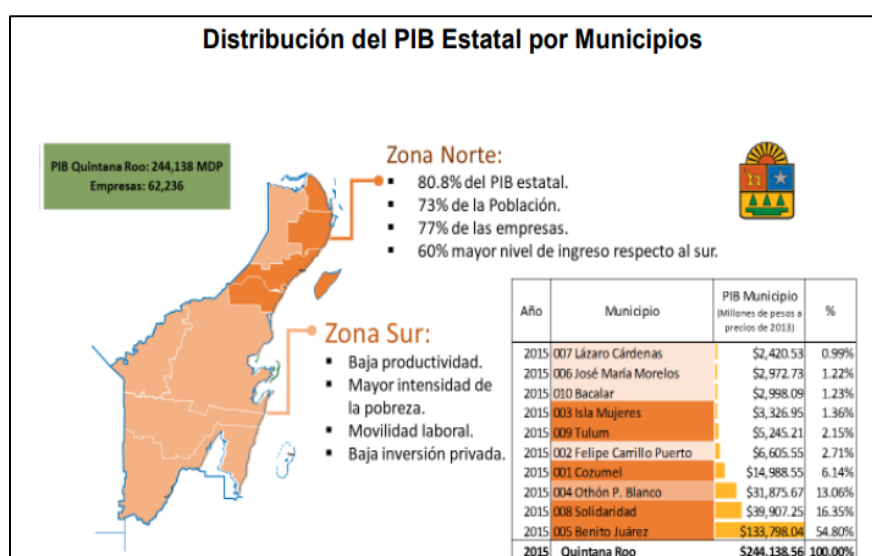 Distribución del PIB Estatal por Municipios
PIB Quintana Roo: 244,138 MDP
Empresas: 62,236
Zona Norte:
▪ 80.8% del PIB estatal.
▪ 73% de la Población.
▪ 77% de las empresas.
▪ 60% mayor nivel de ingreso respecto al sur.
Zona Sur:
▪ Baja productividad.
▪ Mayor intensidad de
la pobreza.
▪ Movilidad laboral.
▪ Baja inversión privada.
Año Municipio PIB Municipio (Millones de pesos a precios de 2013) %
2015 007 Lázaro Cárdenas $2,420.53 0.99%
2015 006 José María Morelos $2,972.73 1.22%
2015 010 Bacalar $2,998.09 1.23%
2015 003 Isla Mujeres $3,326.95 1.36%
2015 009 Tulum $5,245.21 2.15%
2015 002 Felipe Carrillo Puerto $6,605.55 2.71%
2015 001 Cozumel $14,988.55 6.14%
2015 004 Othón P. Blanco $31,875.67 13.06%
2015 008 Solidaridad $39,907.25 16.35%
2015 005 Benito Juárez $133,798.04 54.80%
2015 Quintana Roo $244,138.56 100.00%